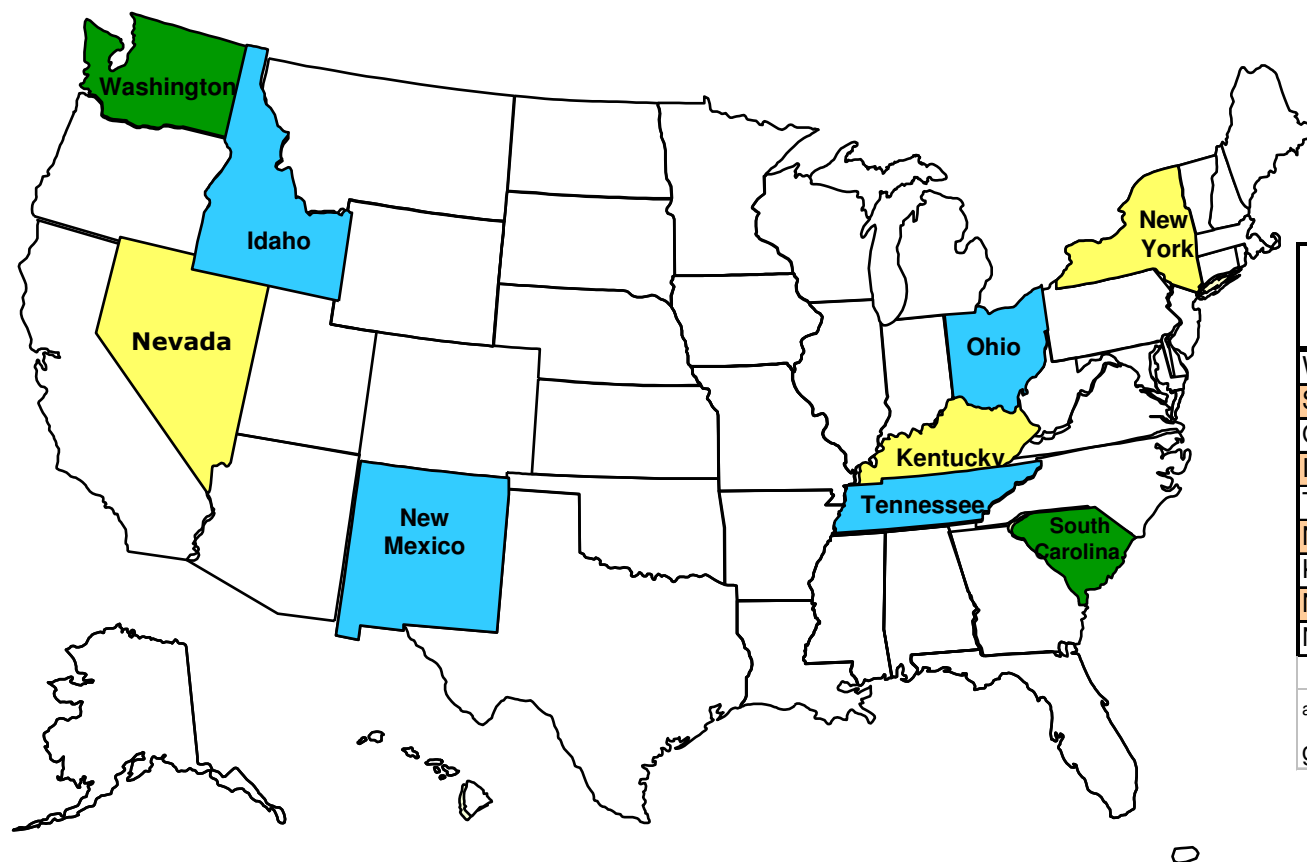 Washington
Idaho
Nevada
New
Mexico
New
York
Ohio
Kentucky
Tennessee
South
Carolina